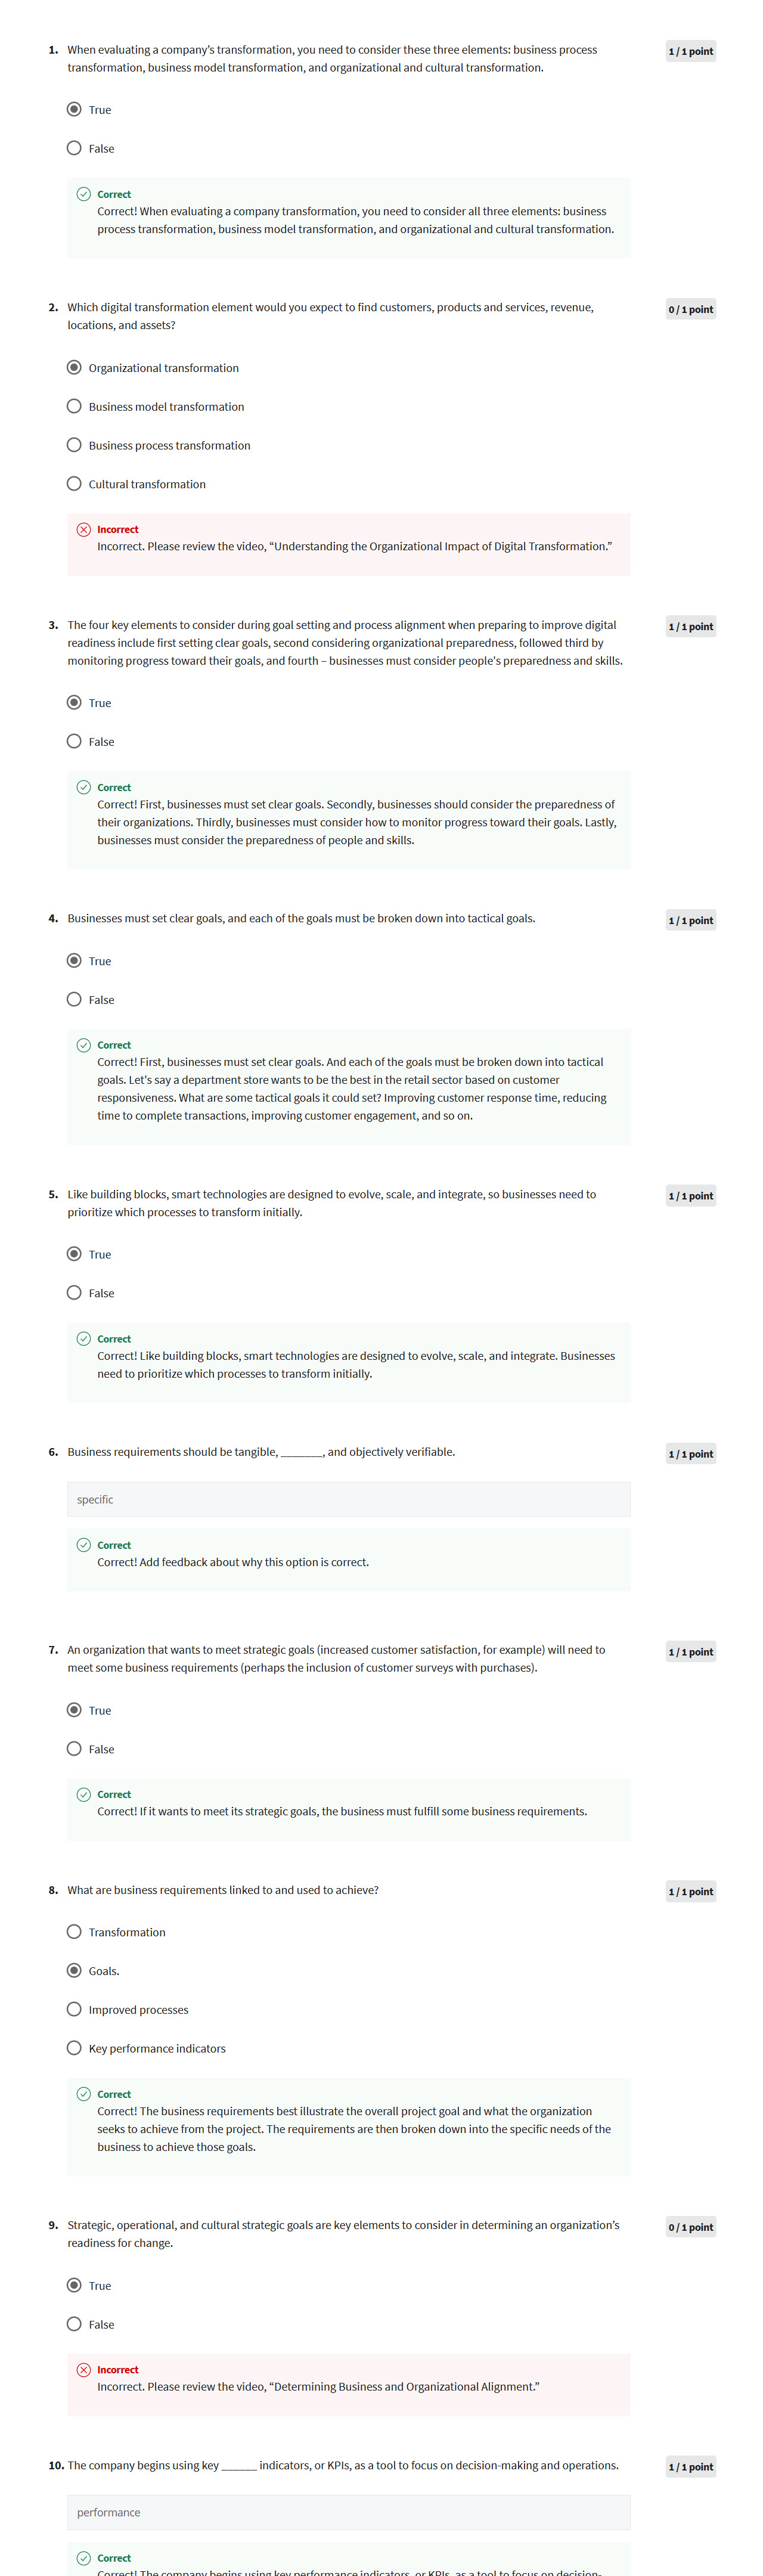 1. When evaluating a company's transformation, you need to consider these three elements: business process
1 / 1 point
transformation, business model transformation, and organizational and cultural transformation.
True
False
Correct
Correct! When evaluating a company transformation, you need to consider all three elements: business
process transformation, business model transformation, and organizational and cultural transformation.
2. Which digital transformation element would you expect to find customers, products and services, revenue,
0 / 1 point
locations, and assets?
Organizational transformation
Business model transformation
Business process transformation
Cultural transformation
Incorrect
Incorrect. Please review the video, “Understanding the Organizational Impact of Digital Transformation.”
3. The four key elements to consider during goal setting and process alignment when preparing to improve digital
1 / 1 point
readiness include first setting clear goals, second considering organizational preparedness, followed third by
monitoring progress toward their goals, and fourth – businesses must consider people's preparedness and skills.
True
False
Correct
Correct! First, businesses must set clear goals. Secondly, businesses should consider the preparedness of
their organizations. Thirdly, businesses must consider how to monitor progress toward their goals. Lastly,
businesses must consider the preparedness of people and skills.
4. Businesses must set clear goals, and each of the goals must be broken down into tactical goals.
1 / 1 point
True
False
Correct
Correct! First, businesses must set clear goals. And each of the goals must be broken down into tactical
goals. Let's say a department store wants to be the best in the retail sector based on customer
responsiveness. What are some tactical goals it could set? Improving customer response time, reducing
time to complete transactions, improving customer engagement, and so on.
5. Like building blocks, smart technologies are designed to evolve, scale, and integrate, so businesses need to
1 / 1 point
prioritize which processes to transform initially.
True
False
Correct
Correct! Like building blocks, smart technologies are designed to evolve, scale, and integrate. Businesses
need to prioritize which processes to transform initially.
6. Business requirements should be tangible, _______, and objectively verifiable.
1 / 1 point
specific
Correct
Correct! Add feedback about why this option is correct.
7. An organization that wants to meet strategic goals (increased customer satisfaction, for example) will need to
1 / 1 point
meet some business requirements (perhaps the inclusion of customer surveys with purchases).
True
False
Correct
Correct! If it wants to meet its strategic goals, the business must fulfill some business requirements.
8. What are business requirements linked to and used to achieve?
1 / 1 point
Transformation
Goals.
Improved processes
Key performance indicators
Correct
Correct! The business requirements best illustrate the overall project goal and what the organization
seeks to achieve from the project. The requirements are then broken down into the specific needs of the
business to achieve those goals.
9. Strategic, operational, and cultural strategic goals are key elements to consider in determining an organization's
0 / 1 point
readiness for change.
True
False
Incorrect
Incorrect. Please review the video, “Determining Business and Organizational Alignment.”
10. The company begins using key ______ indicators, or KPIs, as a tool to focus on decision-making and operations.
1 / 1 point
performance
Correct
Correct! The company begins using key performance indicators, or KPIs, as a tool to focus on decision-